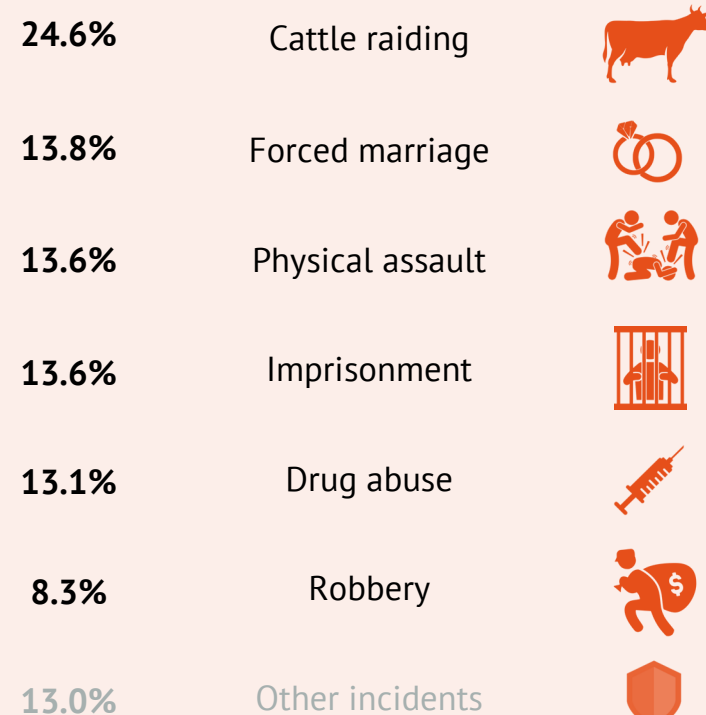 24.6% Cattle raiding
13.8% Forced marriage
13.6% Physical assault
13.6% Imprisonment
13.1% Drug abuse
8.3% Robbery
$
13.0% Other incidents